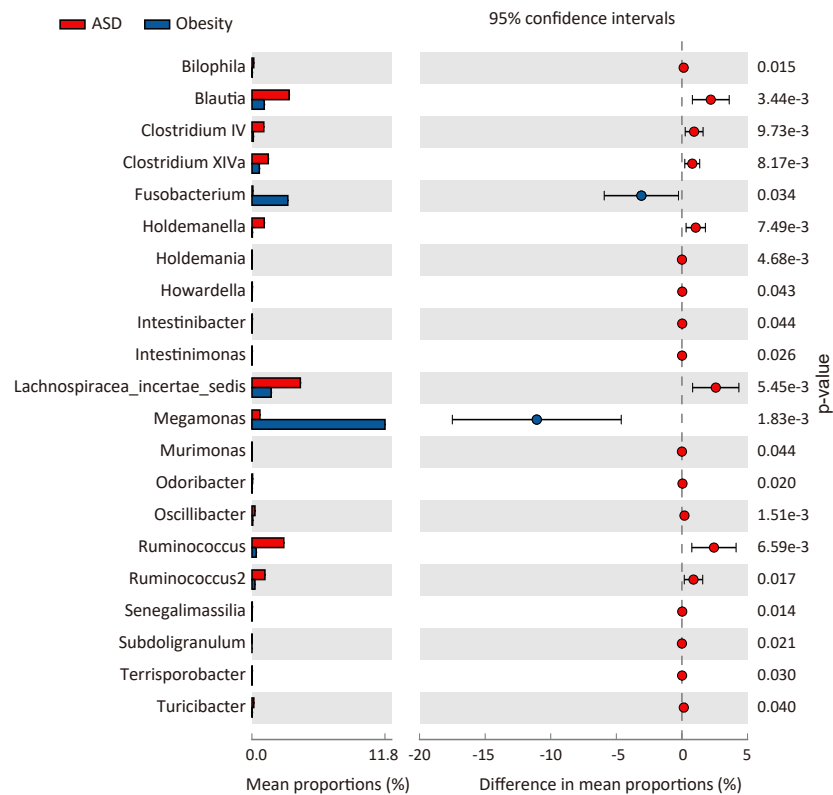 ASD Obesity
95% confidence intervals
Bilophila 0.015
Blautia 3.44e-3
Clostridium IV 9.73e-3
Clostridium XIVa 8.17e-3
Fusobacterium 0.034
Holdemanella 7.49e-3
Holdemania 4.68e-3
Howardella 0.043
Intestinibacter 0.044
Intestinimonas 0.026
Lachnospiracea_incertae_sedis 5.45e-3
p-value
Megamonas 1.83e-3
Murimonas 0.044
Odoribacter 0.020
Oscillibacter 1.51e-3
Ruminococcus 6.59e-3
Ruminococcus2 0.017
Senegalimassilia 0.014
Subdoligranulum 0.021
Terrisporobacter 0.030
Turicibacter 0.040
0.0 11.8 -20 -15 -10 -5 0 5
Mean proportions (%) Difference in mean proportions (%)